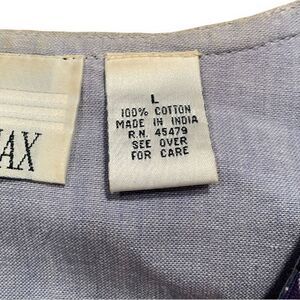 AX
L
100% COTTON
MADE IN INDIA
R.N. 45479
SEE OVER
FOR CARE